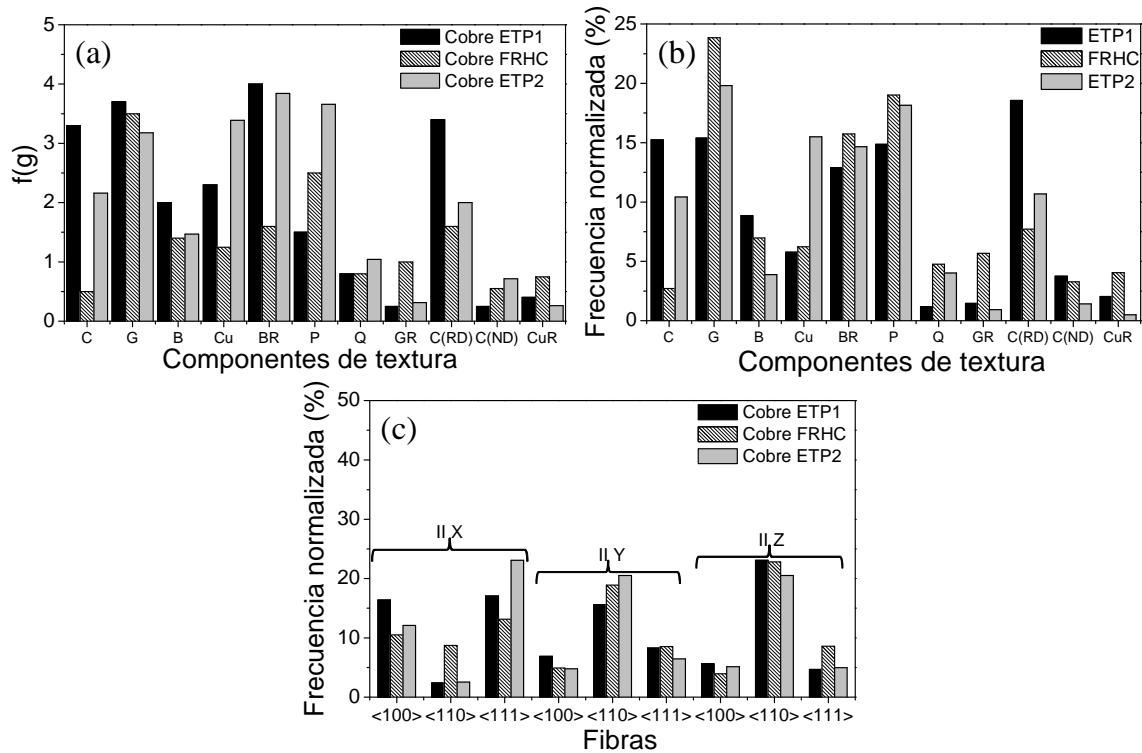 (a)
Cobre ETP1
Cobre FRHC
Cobre ETP2
f(g)
5
4
3
2
1
0
C G B Cu BR P Q GR C(RD) C(ND) CuR
Componentes de textura
(b)
ETP1
FRHC
ETP2
Frecuencia normalizada (%)
25
20
15
10
5
0
C G B Cu BR P Q GR C(RD) C(ND) CuR
Componentes de textura
(c)
Cobre ETP1
Cobre FRHC
Cobre ETP2
Frecuencia normalizada (%)
50
40
30
20
10
0
II X
II Y
II Z
<100> <110> <111> <100> <110> <111> <100> <110> <111>
Fibras